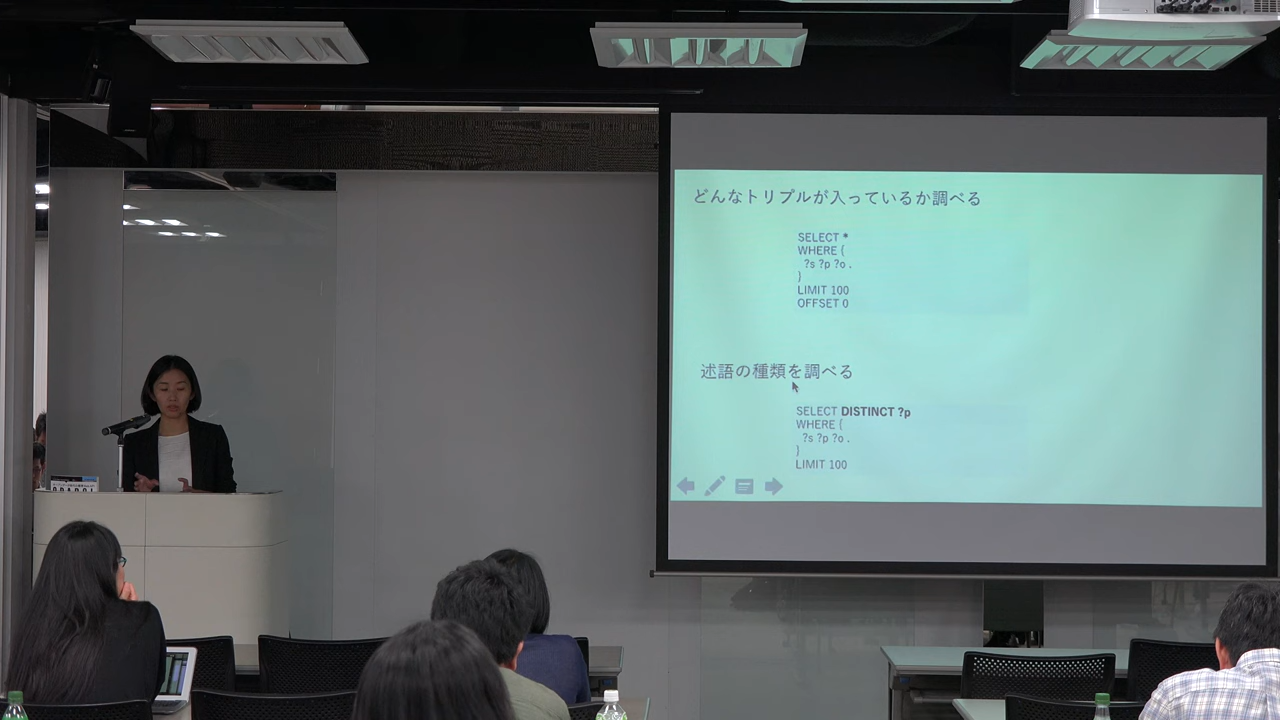 どんなトリプルが入っているか調べる
SELECT *
WHERE {
?s ?p ?o .
}
LIMIT 100
OFFSET 0
述語の種類を調べる
SELECT DISTINCT ?p
WHERE {
?s ?p ?o .
}
LIMIT 100